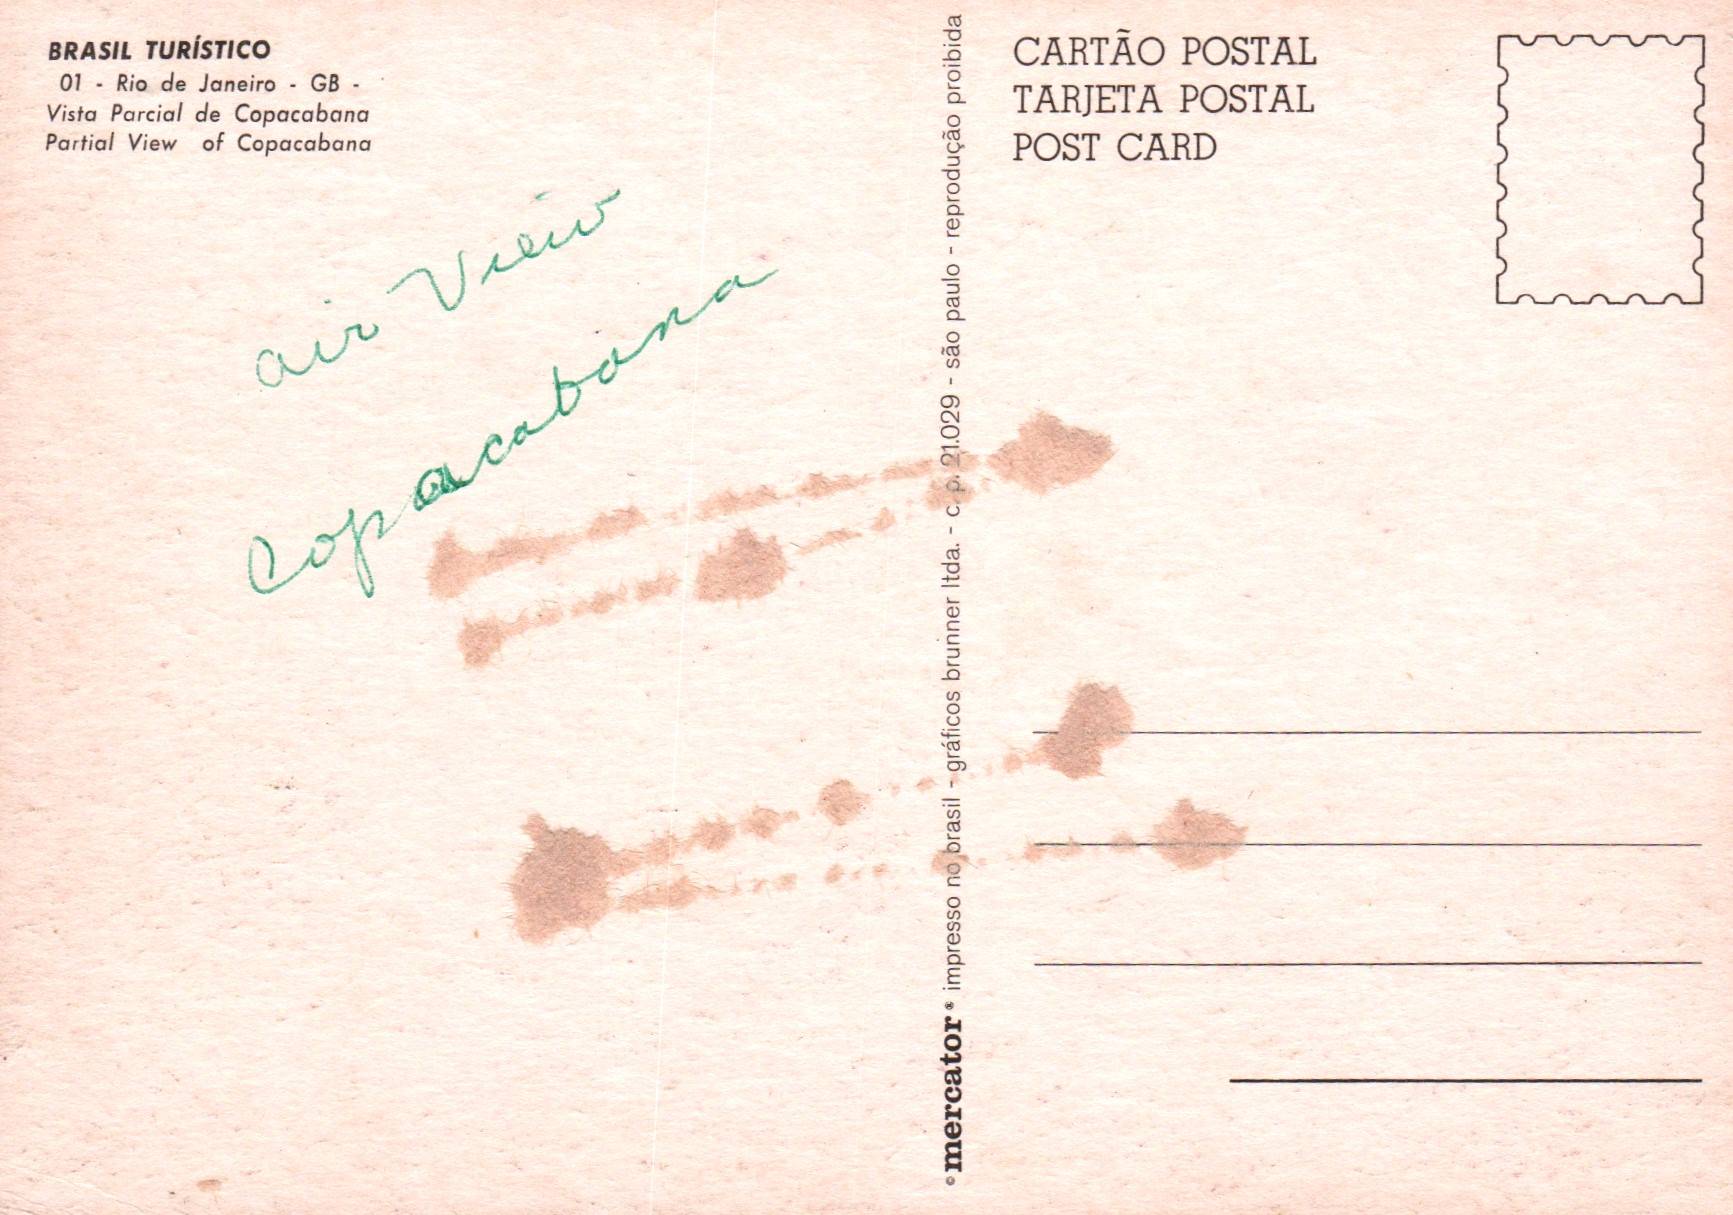 BRASIL TURÍSTICO
01 - Rio de Janeiro - GB -
Vista Parcial de Copacabana
Partial View of Copacabana
air View
Copacabana
©mercator® impresso no brasil - gráficos brunner ltda. - c. p. 21.029 - são paulo - reprodução proibida
CARTÃO POSTAL
TARJETA POSTAL
POST CARD